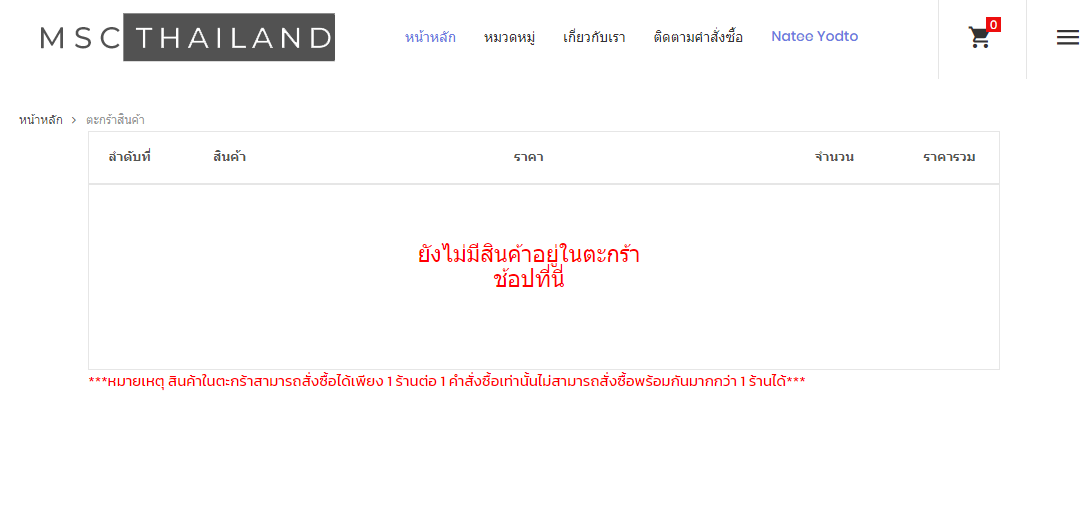 MSC THAILAND
หน้าหลัก หมวดหมู่ เกี่ยวกับเรา ติดตามคำสั่งซื้อ Natee Yodto 0
หน้าหลัก > ตะกร้าสินค้า
ลำดับที่ สินค้า ราคา จำนวน ราคารวม
ยังไม่มีสินค้าอยู่ในตะกร้า
ช้อปที่นี่
***หมายเหตุ สินค้าในตะกร้าสามารถสั่งซื้อได้เพียง 1 ร้านต่อ 1 คำสั่งซื้อเท่านั้นไม่สามารถสั่งซื้อพร้อมกันมากกว่า 1 ร้านได้***